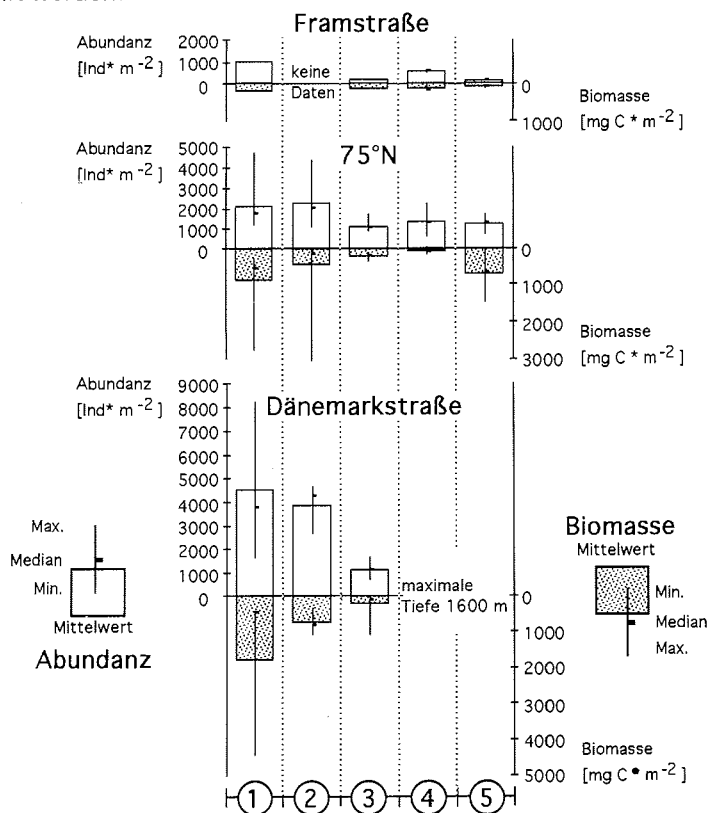 Framstraße
Abundanz
[Ind* m -2 ]
2000
1000
0
keine
Daten
0
1000
Biomasse
[mg C * m -2 ]
75°N
Abundanz
[Ind* m -2 ]
5000
4000
3000
2000
1000
0
0
1000
2000
3000
Biomasse
[mg C * m -2 ]
Dänemarkstraße
Abundanz
[Ind* m -2 ]
9000
8000
7000
6000
5000
4000
3000
2000
1000
0
maximale
Tiefe 1600 m
0
1000
2000
3000
4000
5000
Biomasse
[mg C • m -2 ]
Max.
Median
Min.
Mittelwert
Abundanz
Biomasse
Mittelwert
Min.
Median
Max.
1 2 3 4 5